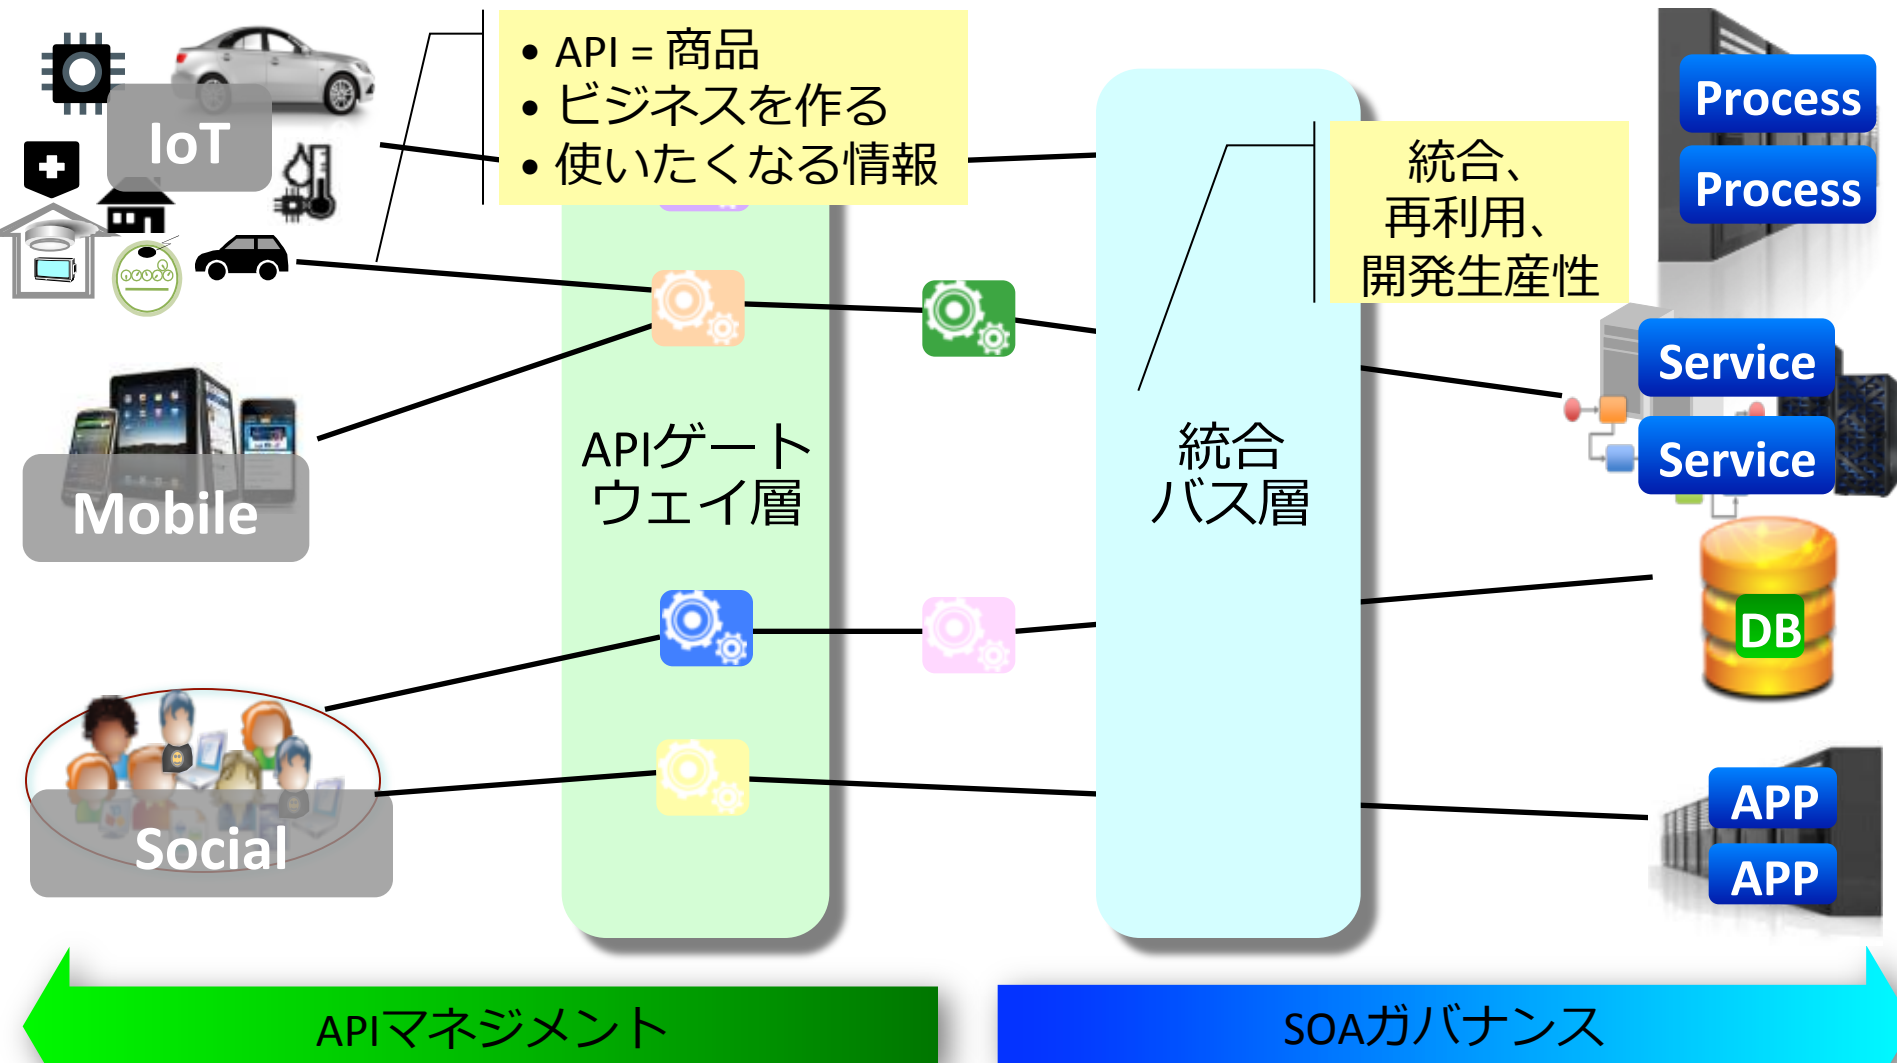 • API = 商品
• ビジネスを作る
• 使いたくなる情報
IoT
統合、
再利用、
開発生産性
Process
Process
Service
Service
Mobile
APIゲート
ウェイ層
統合
バス層
DB
Social
APP
APP
APIマネジメント
SOAガバナンス